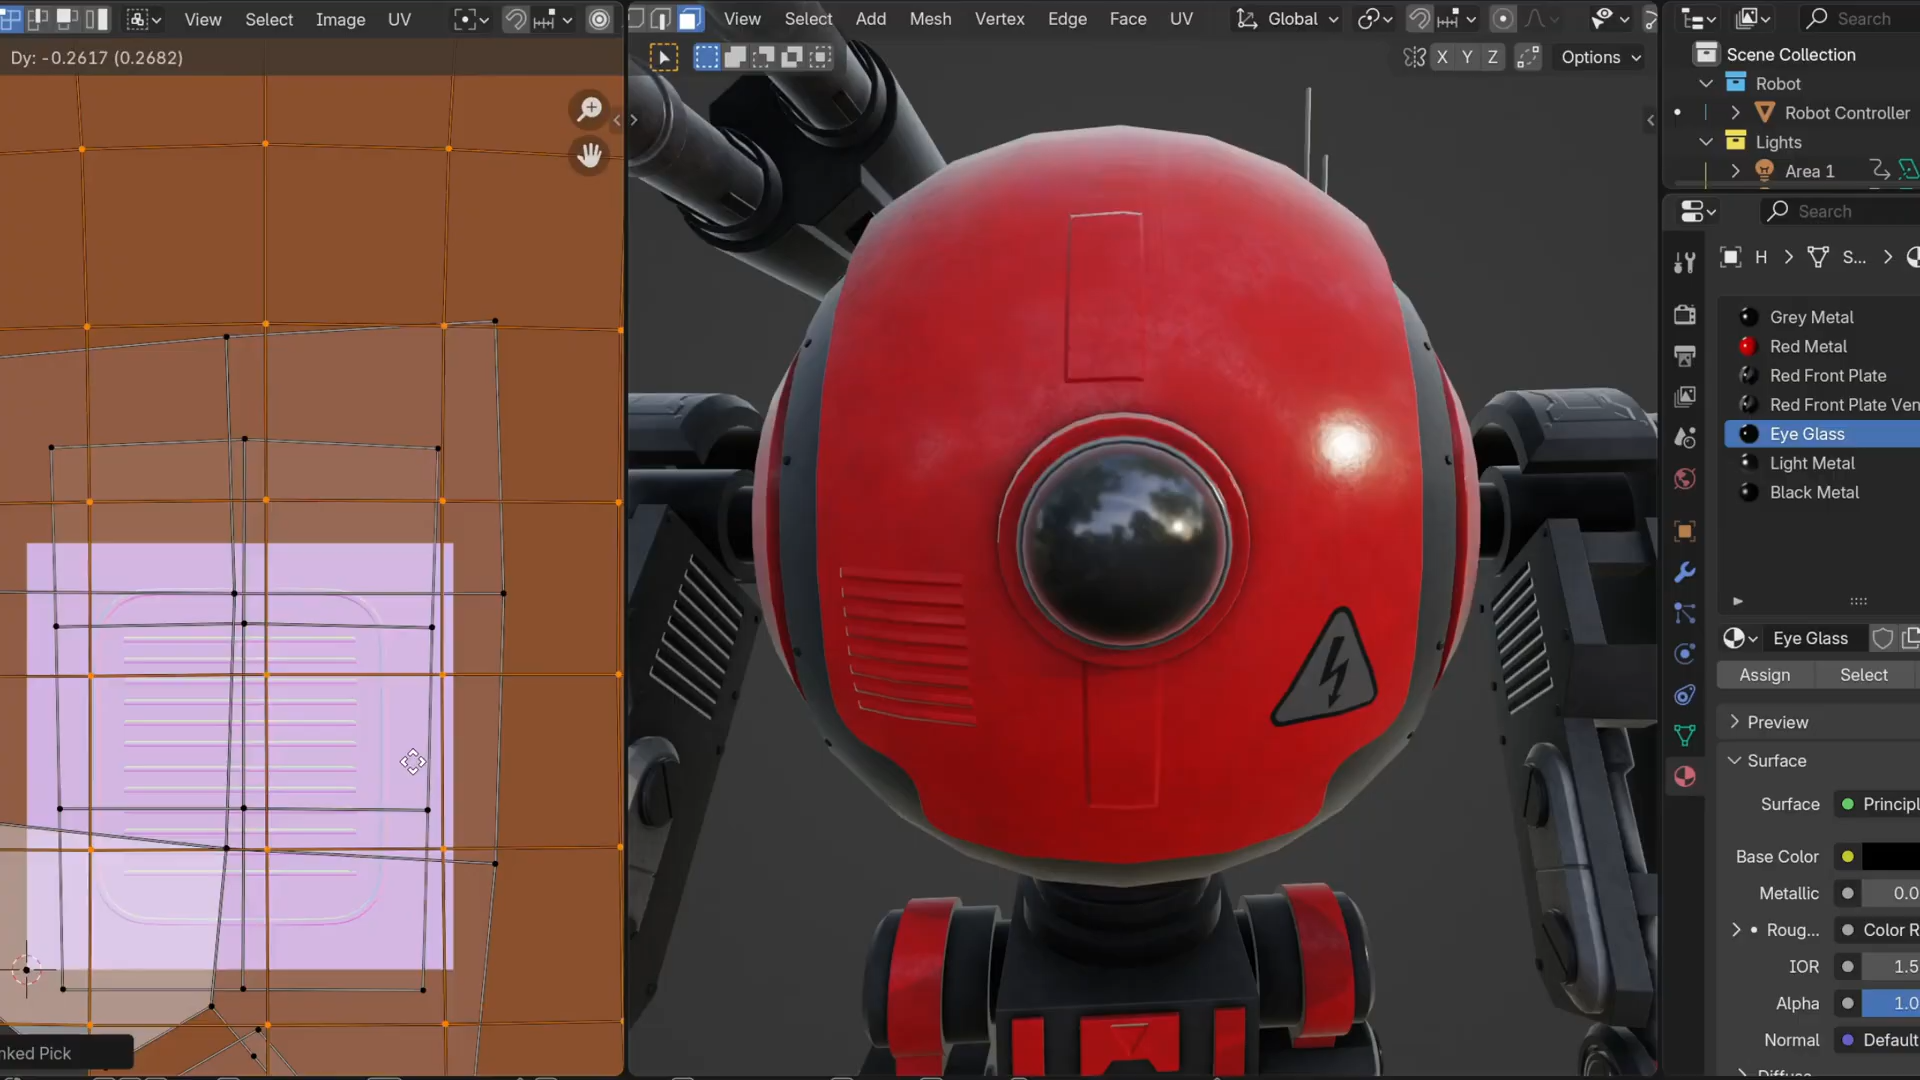 View Select Image UV
Dy: -0.2617 (0.2682)
nked Pick
View Select Add Mesh Vertex Edge Face UV
Global
X Y Z
Options
Search
Scene Collection
Robot
Robot Controller
Lights
Area 1
Search
H
S...
Grey Metal
Red Metal
Red Front Plate
Red Front Plate Ven
Eye Glass
Light Metal
Black Metal
Eye Glass
Assign
Select
Preview
Surface
Surface
Principl
Base Color
Metallic
0.0
Roug...
Color R
IOR
1.5
Alpha
1.0
Normal
Default